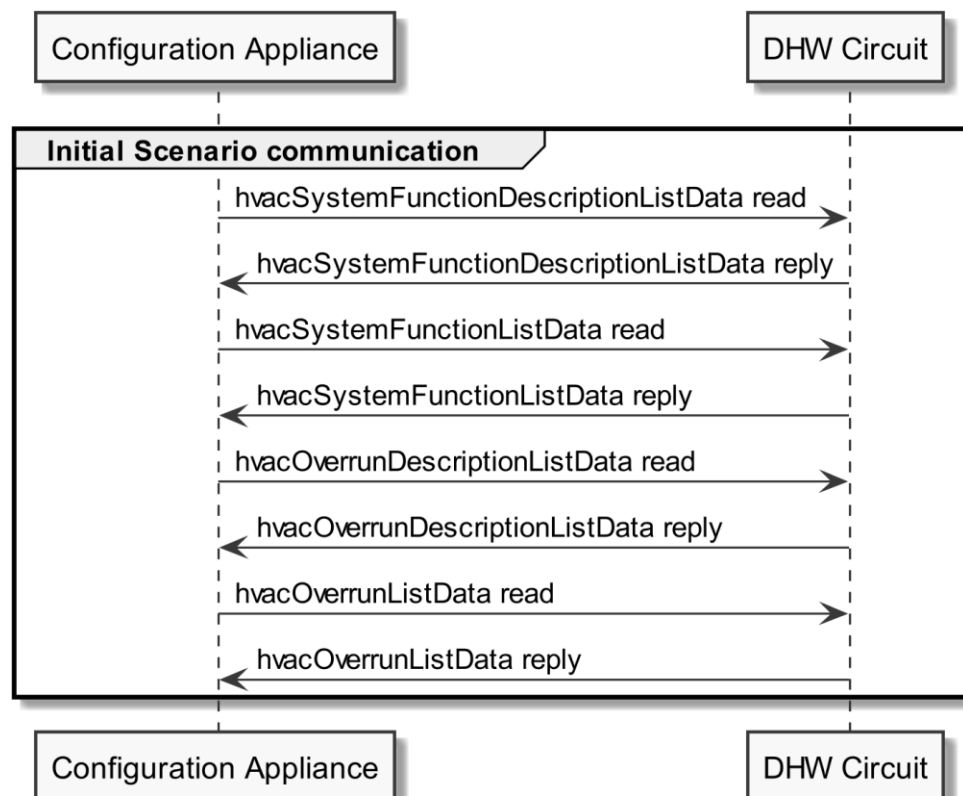 Configuration Appliance
DHW Circuit
Initial Scenario communication
hvacSystemFunctionDescriptionListData read
hvacSystemFunctionDescriptionListData reply
hvacSystemFunctionListData read
hvacSystemFunctionListData reply
hvacOverrunDescriptionListData read
hvacOverrunDescriptionListData reply
hvacOverrunListData read
hvacOverrunListData reply
Configuration Appliance
DHW Circuit